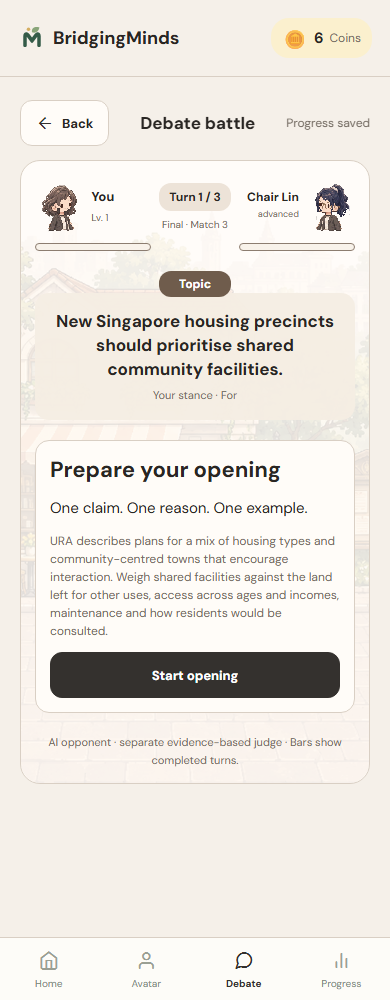 BridgingMinds
6 Coins
Back
Debate battle
Progress saved
You
Lv. 1
Turn 1 / 3
Final · Match 3
Chair Lin
advanced
Topic
New Singapore housing precincts
should prioritise shared
community facilities.
Your stance · For
Prepare your opening
One claim. One reason. One example.
URA describes plans for a mix of housing types and
community-centred towns that encourage
interaction. Weigh shared facilities against the land
left for other uses, access across ages and incomes,
maintenance and how residents would be
consulted.
Start opening
AI opponent · separate evidence-based judge · Bars show
completed turns.
Home
Avatar
Debate
Progress